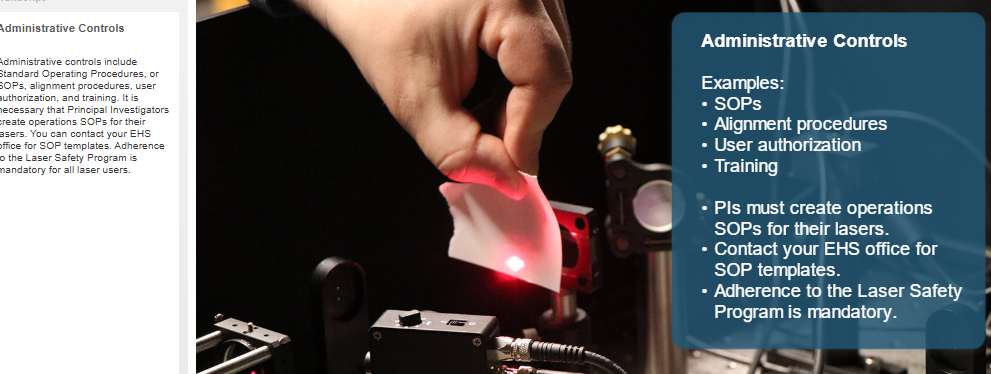 Administrative Controls
Administrative controls include
Standard Operating Procedures, or
SOPs, alignment procedures, user
authorization, and training. It is
necessary that Principal Investigators
create operations SOPs for their
lasers. You can contact your EHS
office for SOP templates. Adherence
to the Laser Safety Program is
mandatory for all laser users.
Administrative Controls
Examples:
• SOPs
• Alignment procedures
• User authorization
• Training
• PIs must create operations
SOPs for their lasers.
• Contact your EHS office for
SOP templates.
• Adherence to the Laser Safety
Program is mandatory.